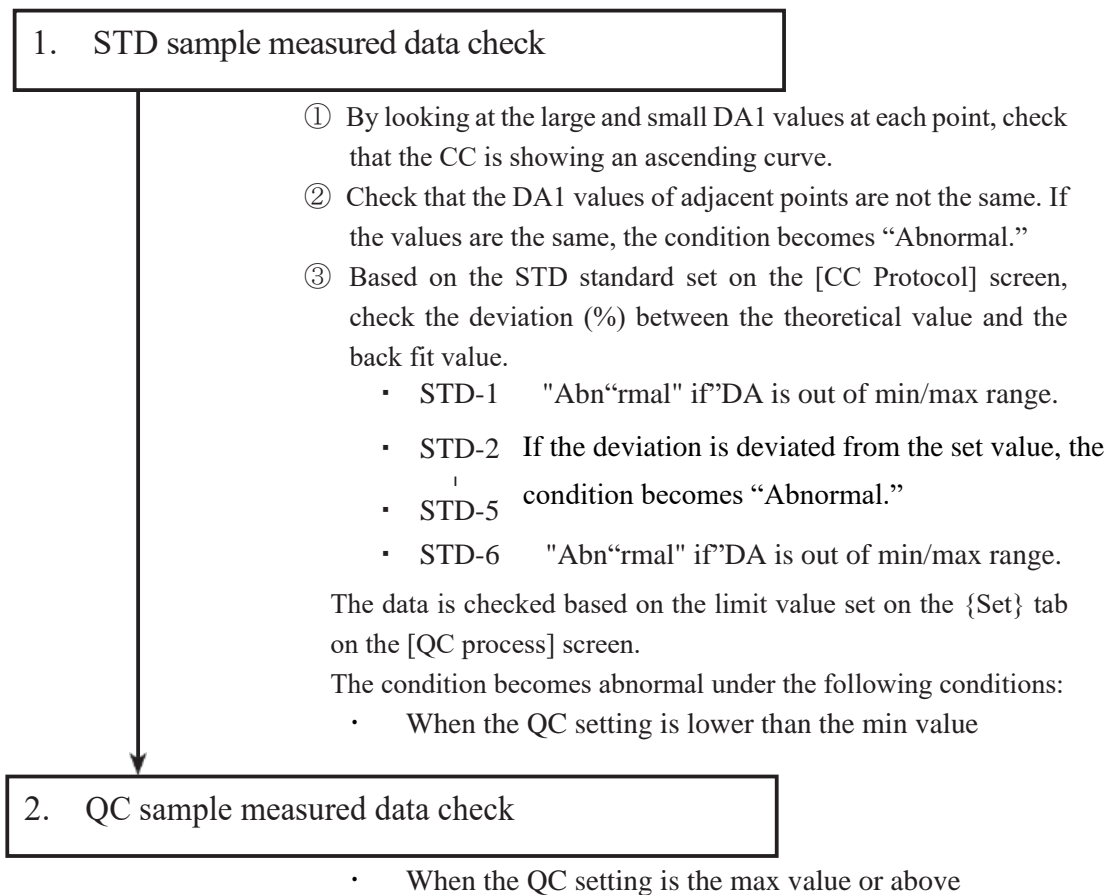 1. STD sample measured data check
① By looking at the large and small DA1 values at each point, check
that the CC is showing an ascending curve.
② Check that the DA1 values of adjacent points are not the same. If
the values are the same, the condition becomes “Abnormal.”
③ Based on the STD standard set on the [CC Protocol] screen,
check the deviation (%) between the theoretical value and the
back fit value.
・ STD-1 "Abn“rmal" if”DA is out of min/max range.
・ STD-2 If the deviation is deviated from the set value, the
・ STD-5 condition becomes “Abnormal.”
・ STD-6 "Abn“rmal" if”DA is out of min/max range.
The data is checked based on the limit value set on the {Set} tab
on the [QC process] screen.
The condition becomes abnormal under the following conditions:
・ When the QC setting is lower than the min value
2. QC sample measured data check
・ When the QC setting is the max value or above